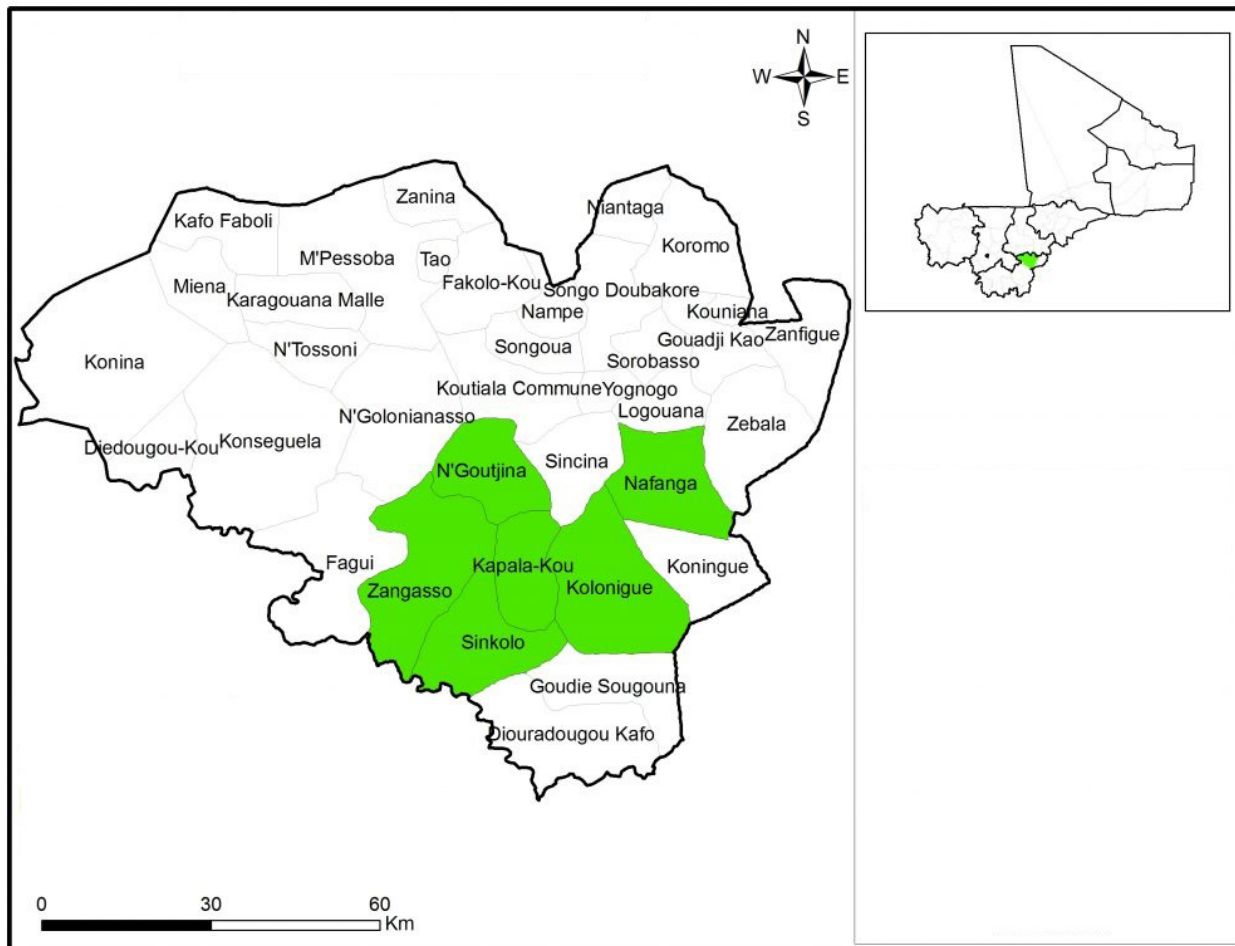 N
W E
S
Zanina
Kafo Faboli
Niantaga
Koromo
M'Pessoba
Tao
Fakolo-Kou
Miena
Karagouana Malle
Songo Doubakore
Nampe
Kouniana
Zanfigue
Gouadji Kao
Konina
N'Tossoni
Songoua
Sorobasso
Koutiala Commune
Yognogo
Logouana
N'Golonianasso
Zebala
Diedougou-Kou
Konseguela
N'Goutjina
Sincina
Nafanga
Fagui
Zangasso
Kapala-Kou
Kolonigue
Koningue
Sinkolo
Goudie Sougouna
Diouradougou Kafo
0 30 60
Km